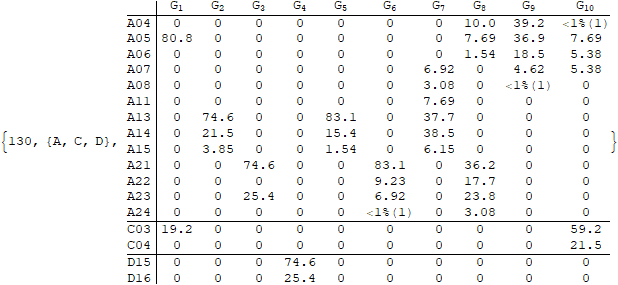 G1 G2 G3 G4 G5 G6 G7 G8 G9 G10
A04 0 0 0 0 0 0 0 10.0 39.2 <1%(1)
A05 80.8 0 0 0 0 0 0 7.69 36.9 7.69
A06 0 0 0 0 0 0 0 1.54 18.5 5.38
A07 0 0 0 0 0 0 6.92 0 4.62 5.38
A08 0 0 0 0 0 0 3.08 0 <1%(1) 0
A11 0 0 0 0 0 0 7.69 0 0 0
A13 0 74.6 0 0 83.1 0 37.7 0 0 0
{130, {A, C, D}, A14 0 21.5 0 0 15.4 0 38.5 0 0 0 }
A15 0 3.85 0 0 1.54 0 6.15 0 0 0
A21 0 0 74.6 0 0 83.1 0 36.2 0 0
A22 0 0 0 0 0 9.23 0 17.7 0 0
A23 0 0 25.4 0 0 6.92 0 23.8 0 0
A24 0 0 0 0 0 <1%(1) 0 3.08 0 0
C03 19.2 0 0 0 0 0 0 0 0 59.2
C04 0 0 0 0 0 0 0 0 0 21.5
D15 0 0 0 74.6 0 0 0 0 0 0
D16 0 0 0 25.4 0 0 0 0 0 0